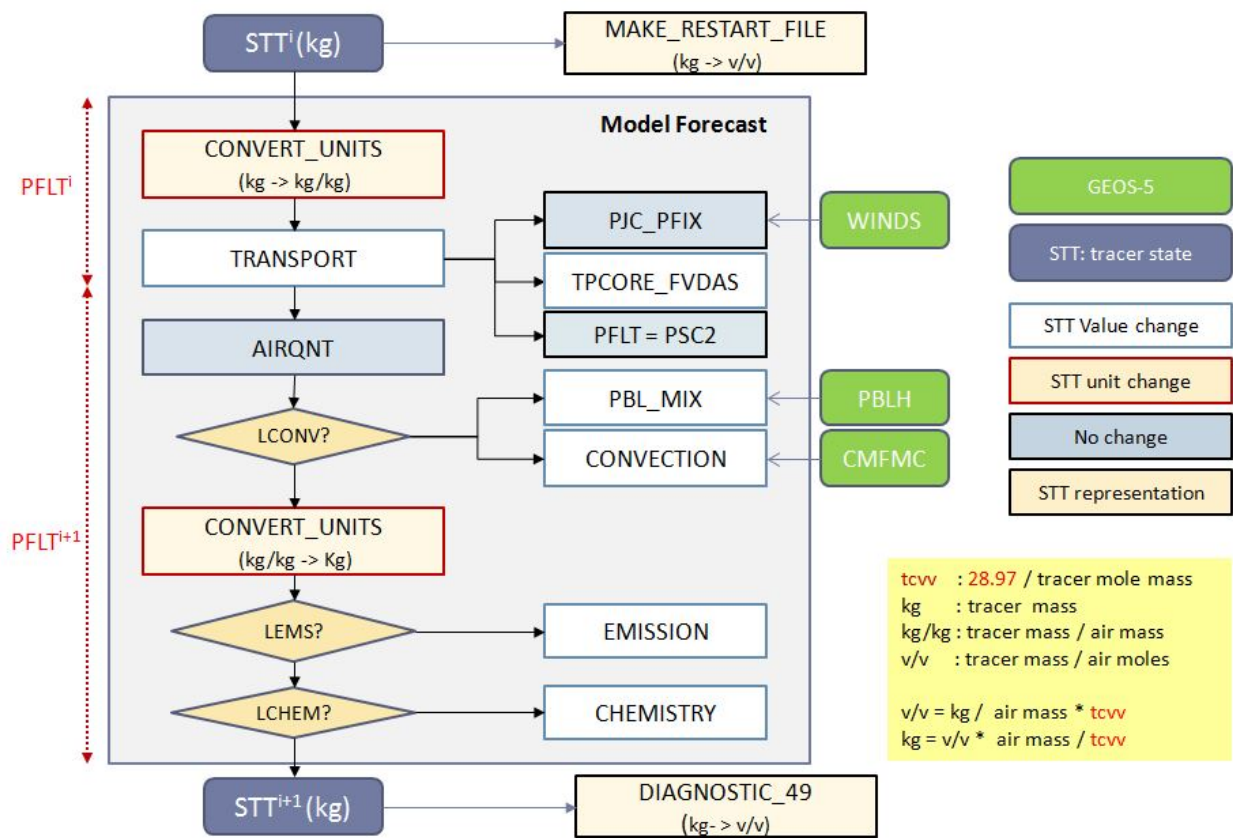 STTⁱ(kg)
MAKE_RESTART_FILE
(kg -> v/v)
Model Forecast
PFLTⁱ
CONVERT_UNITS
(kg -> kg/kg)
TRANSPORT
PJC_PFIX
WINDS
TPCORE_FVDAS
PFLT = PSC2
AIRQNT
LCONV?
PBL_MIX
PBLH
CONVECTION
CMFMC
PFLTⁱ⁺¹
CONVERT_UNITS
(kg/kg -> Kg)
LEMS?
EMISSION
LCHEM?
CHEMISTRY
STTⁱ⁺¹(kg)
DIAGNOSTIC_49
(kg-> v/v)
GEOS-5
STT: tracer state
STT Value change
STT unit change
No change
STT representation
tcvv : 28.97 / tracer mole mass
kg : tracer mass
kg/kg : tracer mass / air mass
v/v : tracer mass / air moles
v/v = kg / air mass * tcvv
kg = v/v * air mass / tcvv